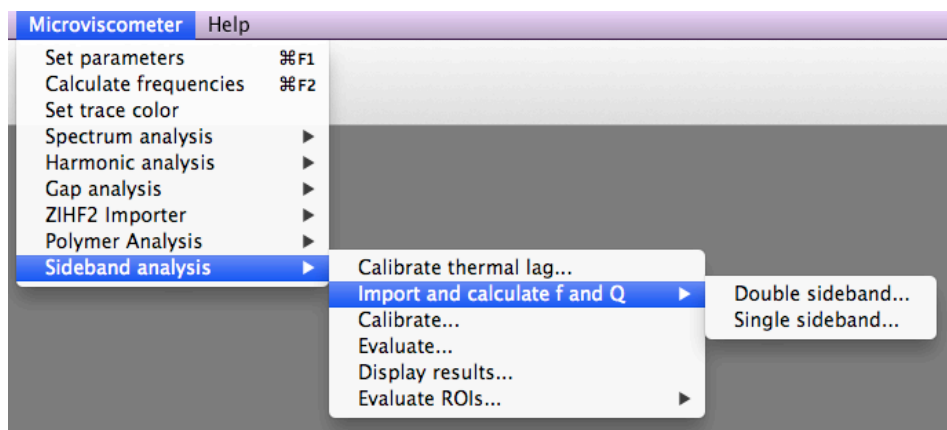 Microviscometer Help
Set parameters ⌘F1
Calculate frequencies ⌘F2
Set trace color
Spectrum analysis ▶
Harmonic analysis ▶
Gap analysis ▶
ZIHF2 Importer ▶
Polymer Analysis ▶
Sideband analysis ▶
Calibrate thermal lag...
Import and calculate f and Q ▶
Calibrate...
Evaluate...
Display results...
Evaluate ROIs... ▶
Double sideband...
Single sideband...